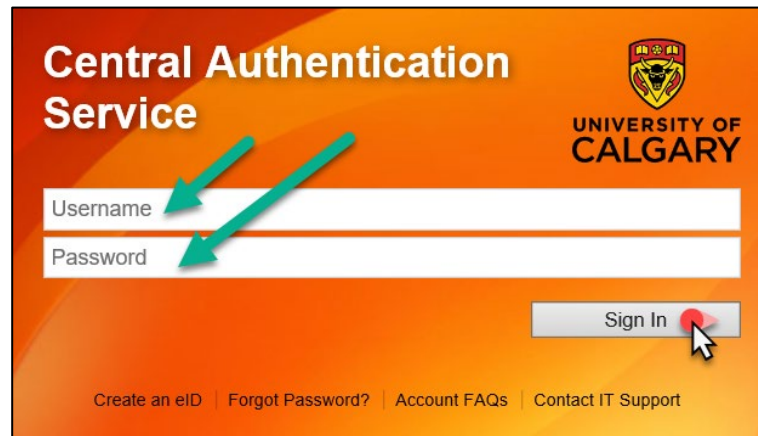 Central Authentication
Service
UNIVERSITY OF
CALGARY
Username
Password
Sign In
Create an eID | Forgot Password? | Account FAQs | Contact IT Support